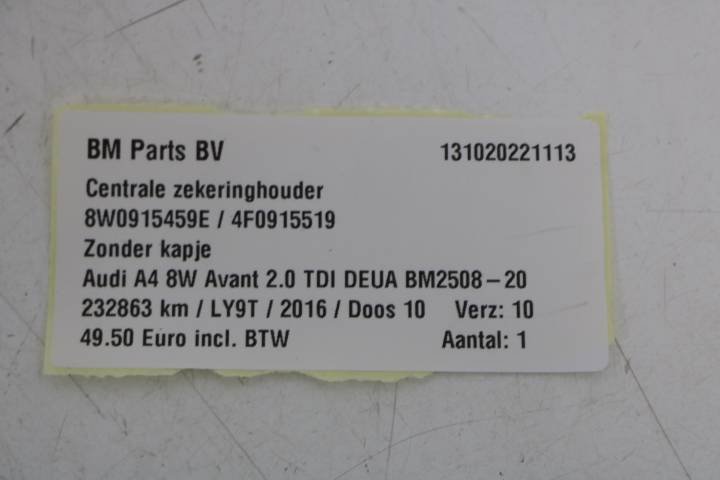 BM Parts BV 131020221113
Centrale zekeringhouder
8W0915459E / 4F0915519
Zonder kapje
Audi A4 8W Avant 2.0 TDI DEUA BM2508-20
232863 km / LY9T / 2016 / Doos 10 Verz: 10
49.50 Euro incl. BTW Aantal: 1